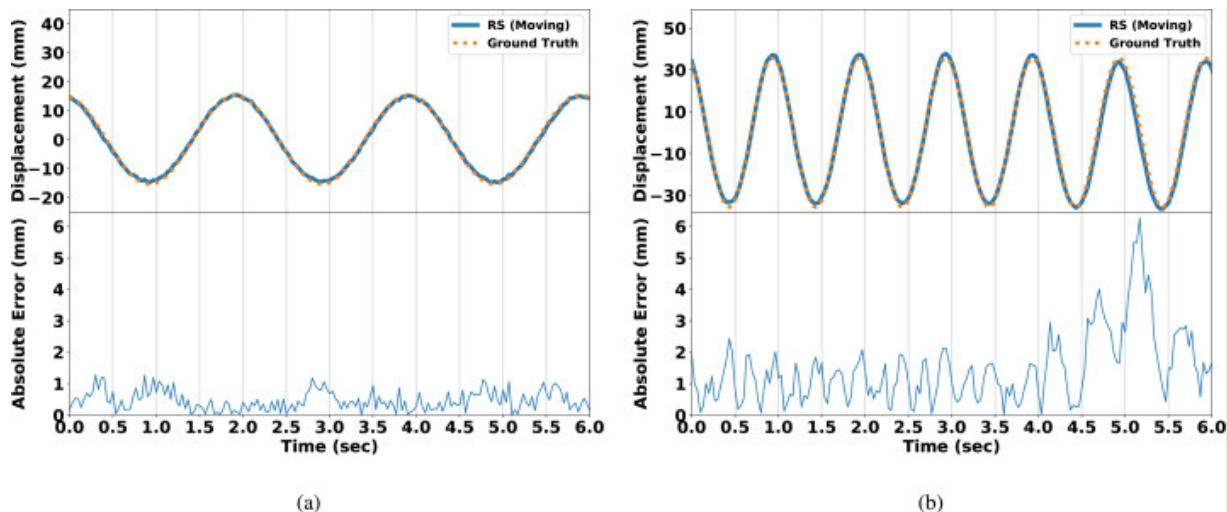 RS (Moving)
Ground Truth
Displacement (mm)
40
30
20
10
0
−10
−20
Absolute Error (mm)
6
5
4
3
2
1
0
0.0 0.5 1.0 1.5 2.0 2.5 3.0 3.5 4.0 4.5 5.0 5.5 6.0
Time (sec)
(a)
RS (Moving)
Ground Truth
Displacement (mm)
50
30
10
−10
−30
Absolute Error (mm)
6
5
4
3
2
1
0
0.0 0.5 1.0 1.5 2.0 2.5 3.0 3.5 4.0 4.5 5.0 5.5 6.0
Time (sec)
(b)